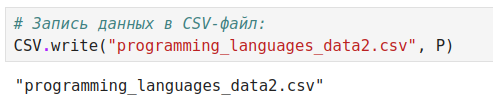 # Запись данных в CSV-файл:
CSV.write("programming_languages_data2.csv", P)
"programming_languages_data2.csv"